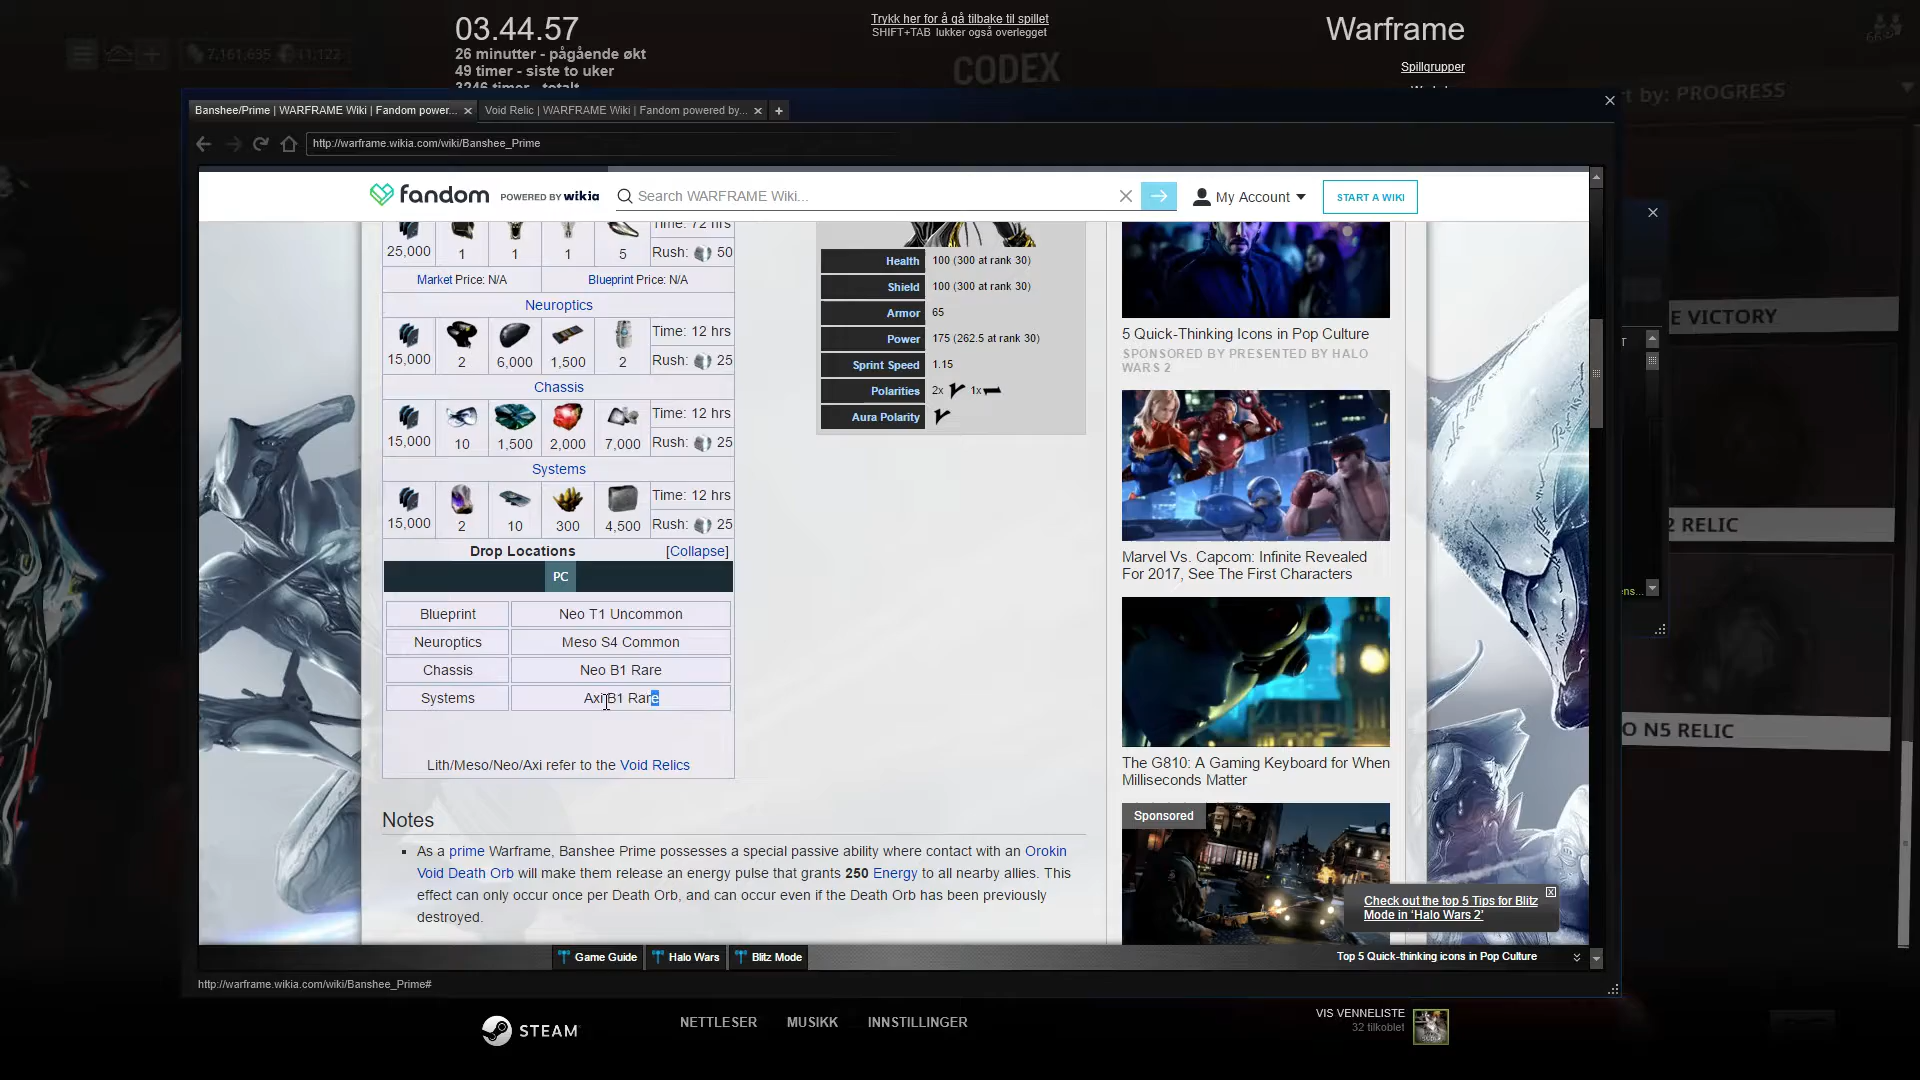 03.44.57
Trykk her for å gå tilbake til spillet
SHIFT+TAB lukker også overlegget
Warframe
26 minutter - pågående økt
49 timer - siste to uker
3246 timer - totalt
Spillgrupper
7,161,635
11,122
CODEX
PROGRESS
Banshee/Prime | WARFRAME Wiki | Fandom power...
Void Relic | WARFRAME Wiki | Fandom powered by...
http://warframe.wikia.com/wiki/Banshee_Prime
fandom POWERED BY wikia
Search WARFRAME Wiki...
My Account
START A WIKI
Time: 72 hrs
25,000 1 1 1 5 Rush: 50
Market Price: N/A Blueprint Price: N/A
Neuroptics
Time: 12 hrs
15,000 2 6,000 1,500 2 Rush: 25
Chassis
Time: 12 hrs
15,000 10 1,500 2,000 7,000 Rush: 25
Systems
Time: 12 hrs
15,000 2 10 300 4,500 Rush: 25
Drop Locations [Collapse]
PC
Blueprint Neo T1 Uncommon
Neuroptics Meso S4 Common
Chassis Neo B1 Rare
Systems Axi B1 Rare
Lith/Meso/Neo/Axi refer to the Void Relics
Health 100 (300 at rank 30)
Shield 100 (300 at rank 30)
Armor 65
Power 175 (262.5 at rank 30)
Sprint Speed 1.15
Polarities 2x 1x
Aura Polarity
Notes
As a prime Warframe, Banshee Prime possesses a special passive ability where contact with an Orokin
Void Death Orb will make them release an energy pulse that grants 250 Energy to all nearby allies. This
effect can only occur once per Death Orb, and can occur even if the Death Orb has been previously
destroyed.
5 Quick-Thinking Icons in Pop Culture
SPONSORED BY PRESENTED BY HALO
WARS 2
Marvel Vs. Capcom: Infinite Revealed
For 2017, See The First Characters
The G810: A Gaming Keyboard for When
Milliseconds Matter
Sponsored
Check out the top 5 Tips for Blitz
Mode in 'Halo Wars 2'
Game Guide
Halo Wars
Blitz Mode
Top 5 Quick-thinking icons in Pop Culture
http://warframe.wikia.com/wiki/Banshee_Prime#
E VICTORY
2 RELIC
O N5 RELIC
STEAM
NETTLESER
MUSIKK
INNSTILLINGER
VIS VENNELISTE
32 tilkoblet